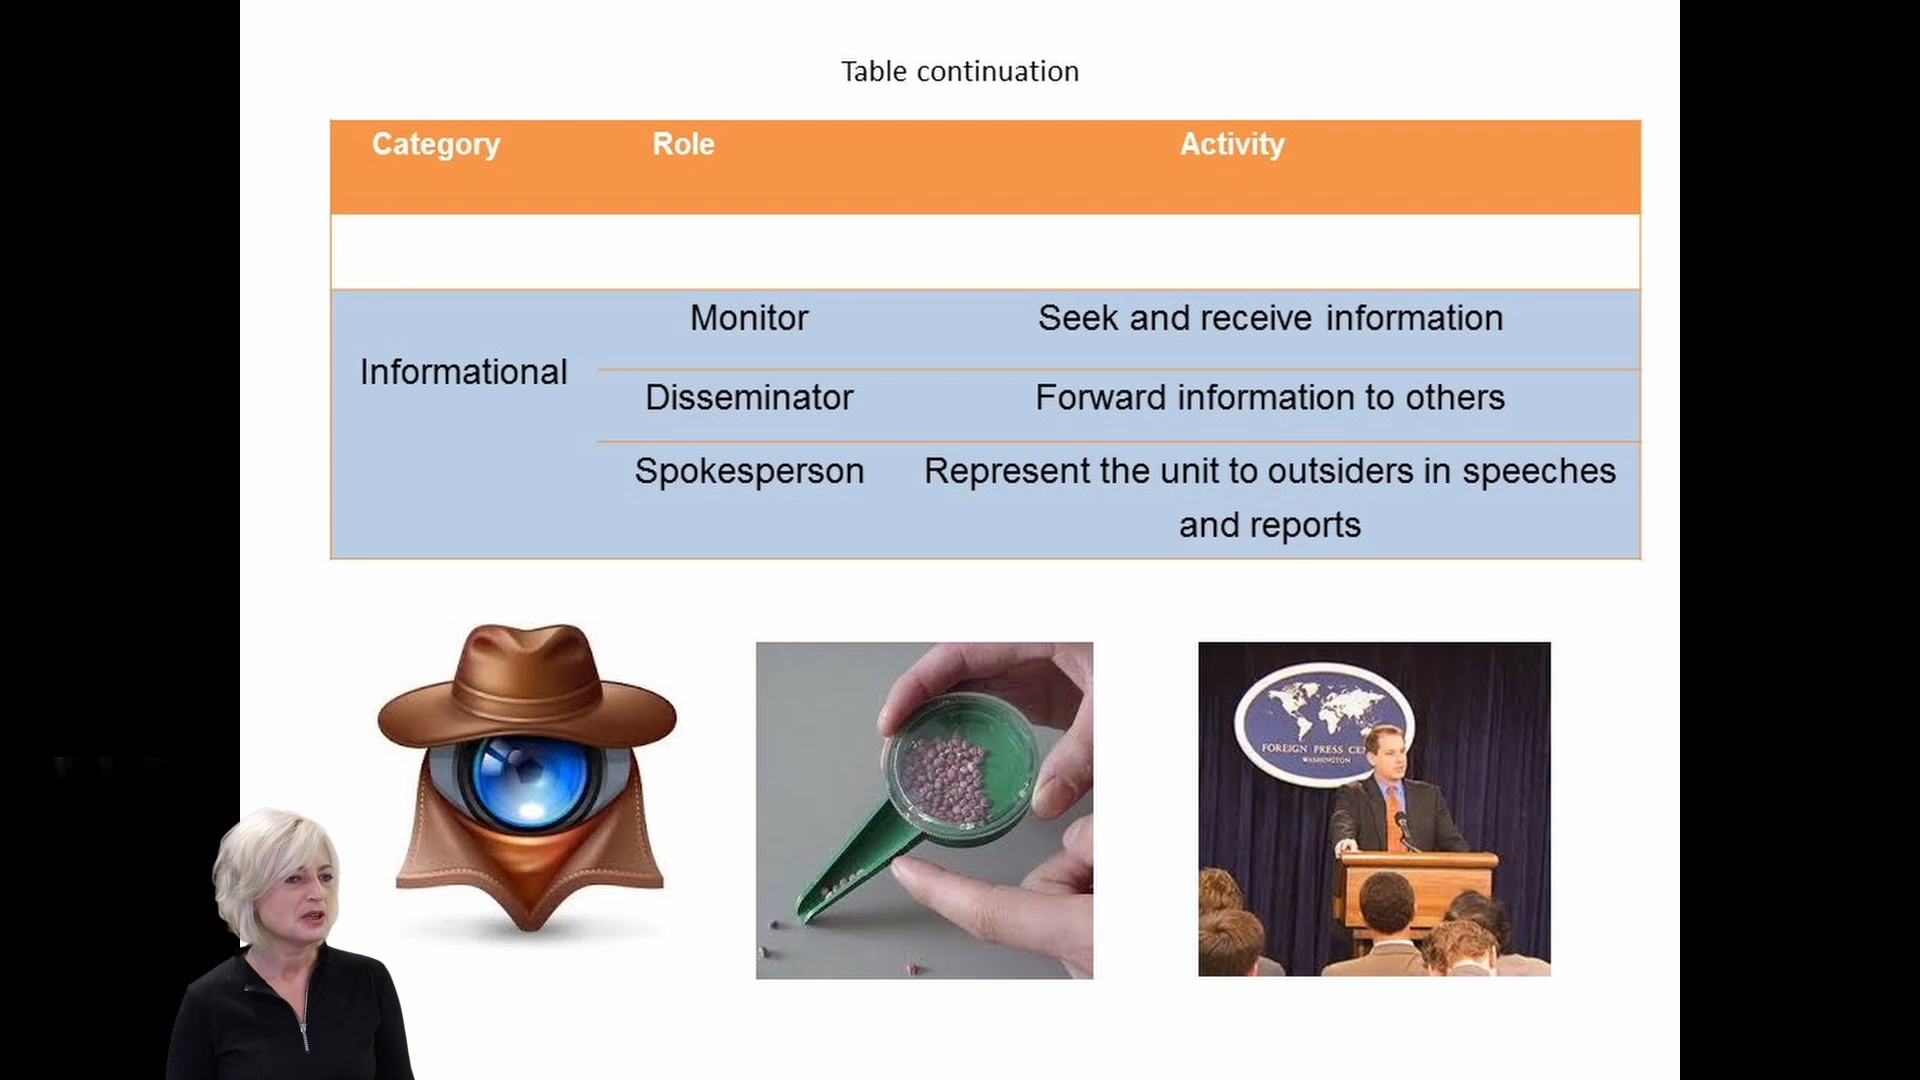 Table continuation
Category Role Activity
Monitor Seek and receive information
Informational
Disseminator Forward information to others
Spokesperson Represent the unit to outsiders in speeches
and reports
FOREIGN PRESS CE
WASHINGTON